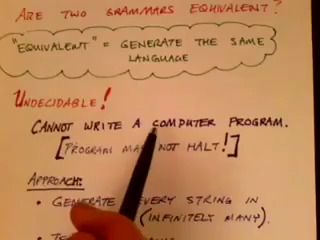 ARE TWO GRAMMARS EQUIVALENT?
"EQUIVALENT" = GENERATE THE SAME
LANGUAGE
UNDECIDABLE!
CANNOT WRITE A COMPUTER PROGRAM.
[PROGRAM MAY NOT HALT!]
APPROACH:
• GENERATE EVERY STRING IN
(INFINITELY MANY).